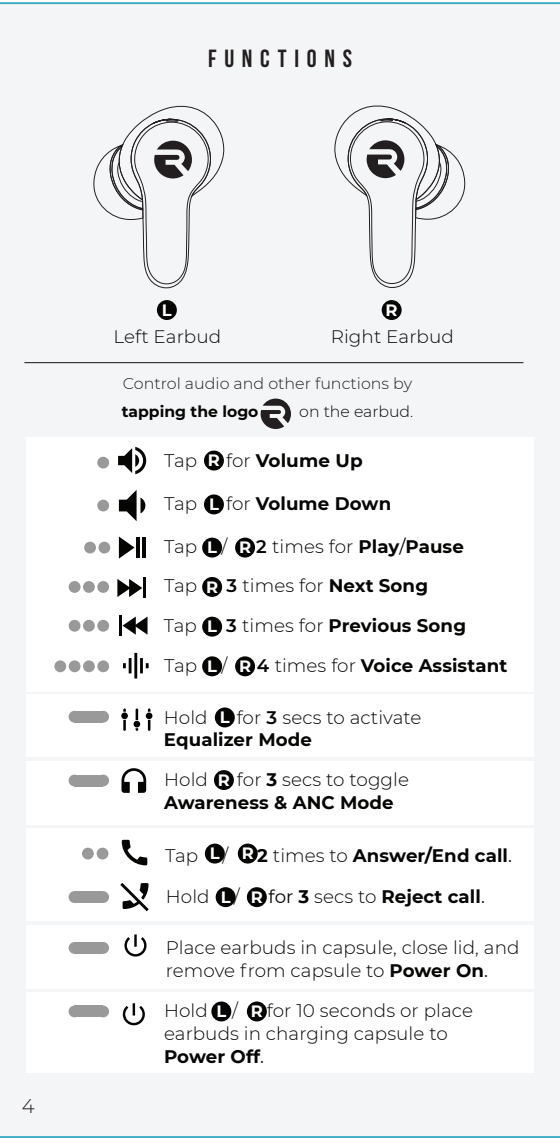 FUNCTIONS
L R
Left Earbud Right Earbud
Control audio and other functions by
tapping the logo R on the earbud.
Tap R for Volume Up
Tap L for Volume Down
Tap L/ R 2 times for Play/Pause
Tap R 3 times for Next Song
Tap L 3 times for Previous Song
Tap L/ R 4 times for Voice Assistant
Hold L for 3 secs to activate
Equalizer Mode
Hold R for 3 secs to toggle
Awareness & ANC Mode
Tap L/ R 2 times to Answer/End call.
Hold L/ R for 3 secs to Reject call.
Place earbuds in capsule, close lid, and
remove from capsule to Power On.
Hold L/ R for 10 seconds or place
earbuds in charging capsule to
Power Off.
4